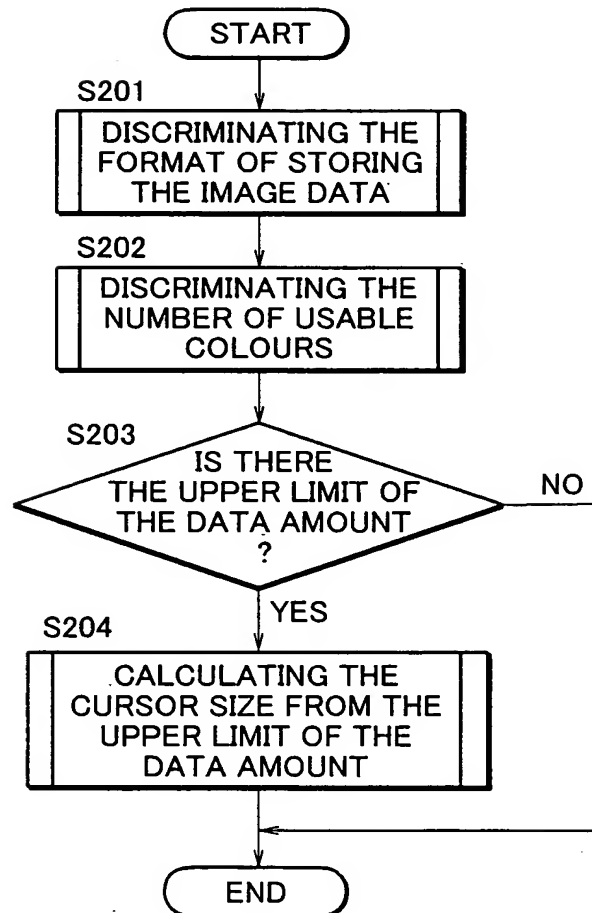 START
S201
DISCRIMINATING THE
FORMAT OF STORING
THE IMAGE DATA
S202
DISCRIMINATING THE
NUMBER OF USABLE
COLOURS
S203
IS THERE
THE UPPER LIMIT OF
THE DATA AMOUNT
?
NO
YES
S204
CALCULATING THE
CURSOR SIZE FROM THE
UPPER LIMIT OF THE
DATA AMOUNT
END